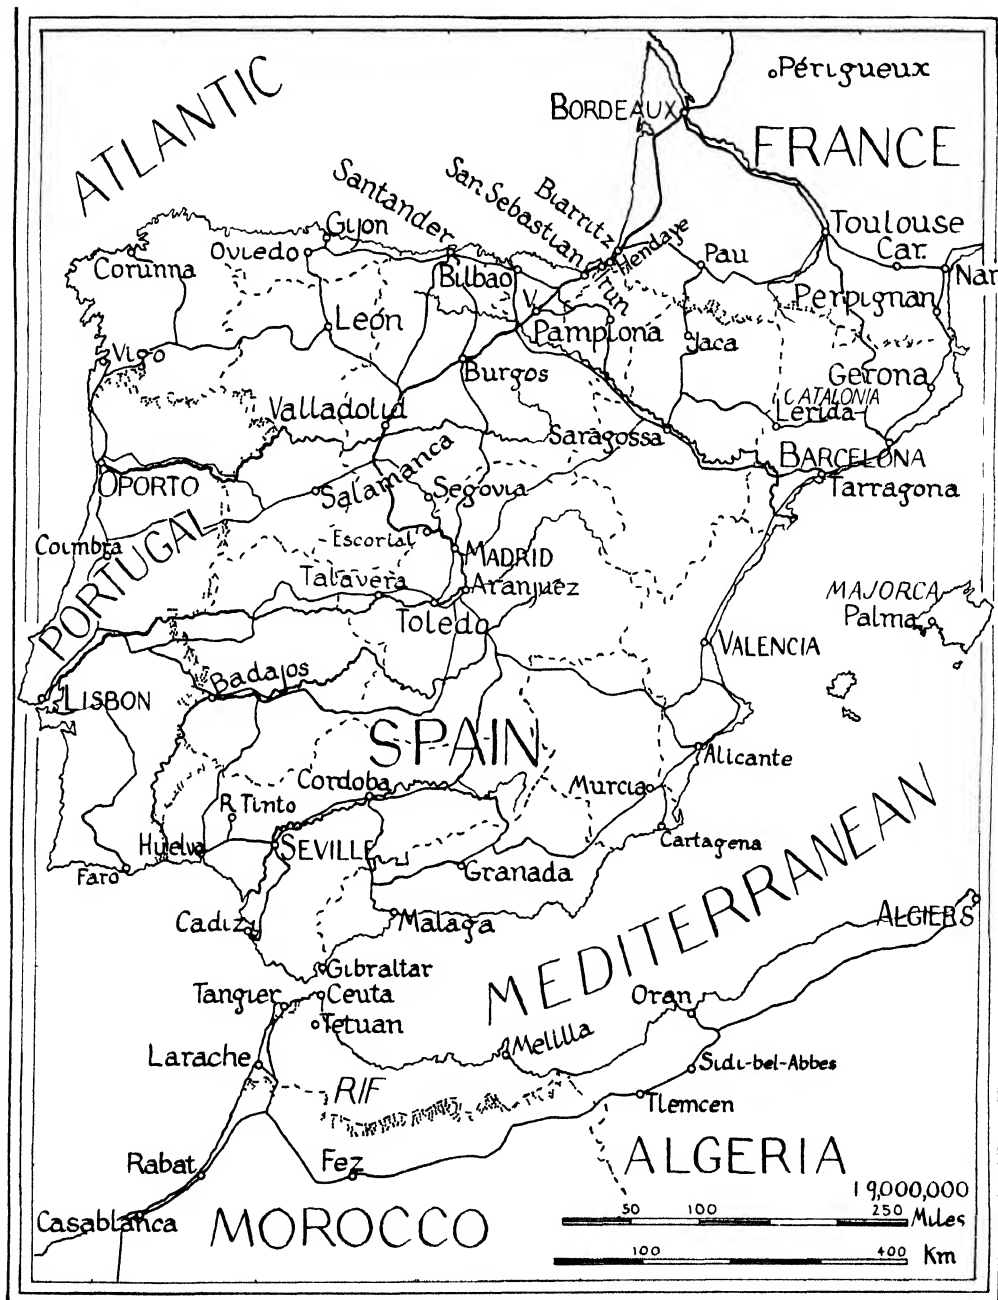 ATLANTIC
Périgueux
BORDEAUX
FRANCE
Santander
San Sebastian
Biarritz
Hendaye
Irun
Gijon
Oviedo
Corunna
Bilbao
Pau
Toulouse
Car.
Nar
Perpignan
León
V.
Pamplona
Jaca
Vigo
Burgos
Gerona
CATALONIA
Lérida
Valladolid
Saragossa
BARCELONA
Tarragona
OPORTO
Salamanca
Segovia
Coimbra
PORTUGAL
Escorial
MADRID
Talavera
Aranjuez
Toledo
MAJORCA
Palma
VALENCIA
LISBON
Badajos
SPAIN
Alicante
Cordoba
Murcia
R. Tinto
Huelva
SEVILLE
Cartagena
Faro
Granada
MEDITERRANEAN
Cadiz
Malaga
ALGIERS
Gibraltar
Tangier
Ceuta
Oran
Tetuan
Melilla
Larache
Sidi-bel-Abbes
RIF
Tlemcen
Rabat
Fez
ALGERIA
Casablanca
MOROCCO
1 9,000,000
50 100 250 Miles
100 400 Km